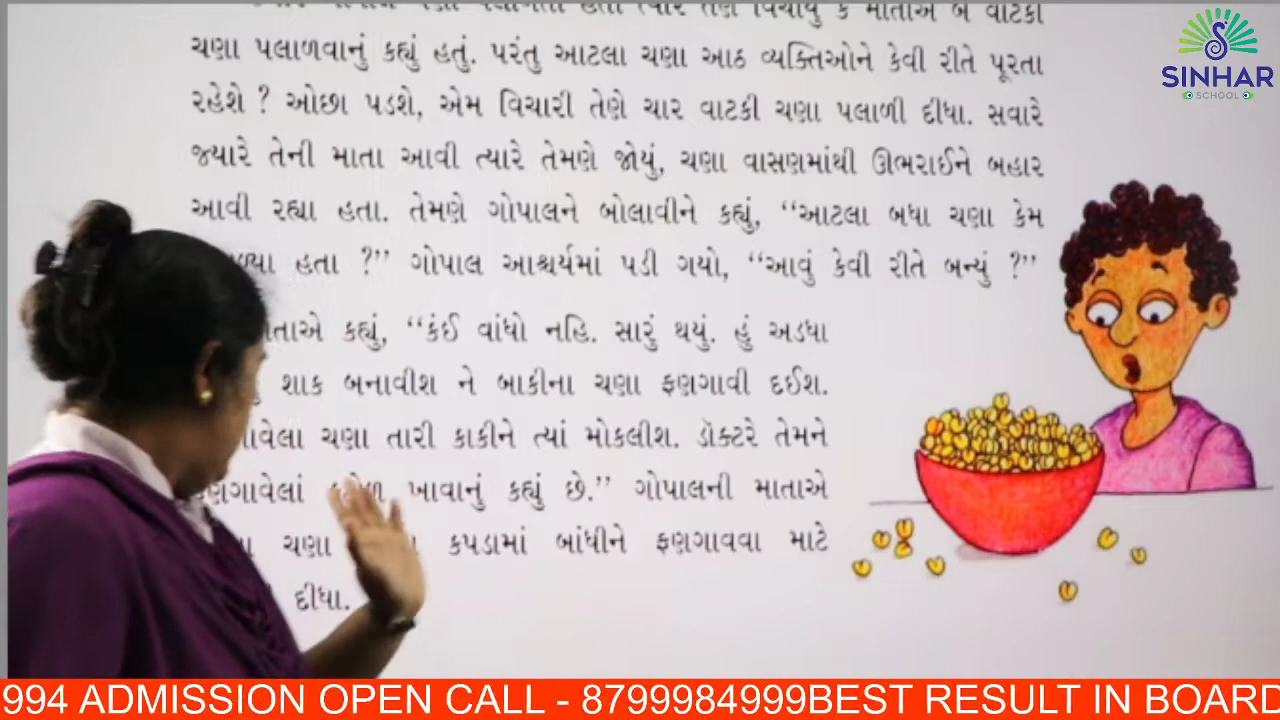 ચણા પલાળવાનું કહ્યું હતું. પરંતુ આટલા ચણા આઠ વ્યક્તિઓને કેવી રીતે પૂરતા
રહેશે ? ઓછા પડશે, એમ વિચારી તેણે ચાર વાટકી ચણા પલાળી દીધા. સવારે
જ્યારે તેની માતા આવી ત્યારે તેમણે જોયું, ચણા વાસણમાંથી ઊભરાઈને બહાર
આવી રહ્યા હતા. તેમણે ગોપાલને બોલાવીને કહ્યું, “આટલા બધા ચણા કેમ
હતા ?” ગોપાલ આશ્ચર્યમાં પડી ગયો, “આવું કેવી રીતે બન્યું ?”
કહ્યું, “કંઈ વાંધો નહિ. સારું થયું. હું અડધા
શાક બનાવીશ ને બાકીના ચણા ફણગાવી દઈશ.
ચણા તારી કાકીને ત્યાં મોકલીશ. ડૉક્ટરે તેમને
ખાવાનું કહ્યું છે.” ગોપાલની માતાએ
ચણા કપડામાં બાંધીને ફણગાવવા માટે
દીધા.
SINHAR
SCHOOL
994 ADMISSION OPEN CALL - 8799984999BEST RESULT IN BOARD